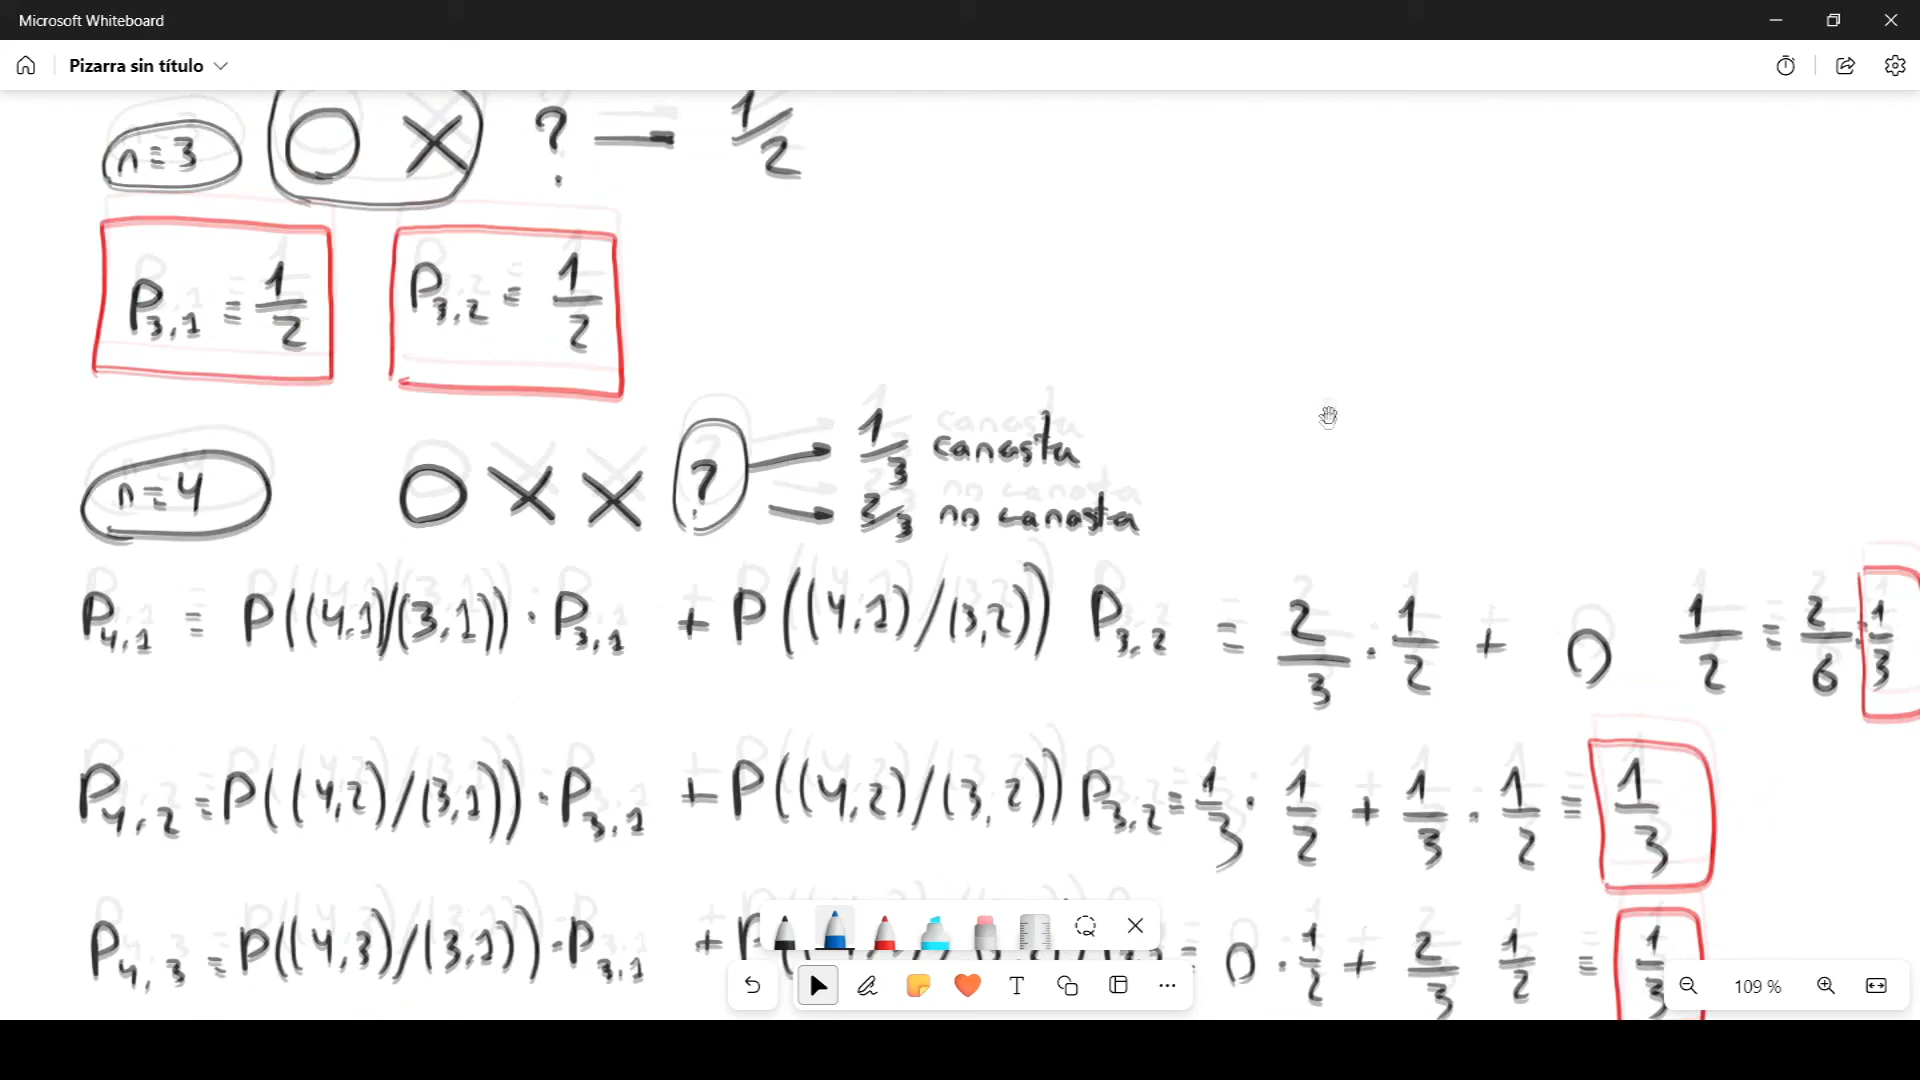 Microsoft Whiteboard
Pizarra sin título
n=3 O X ? = 1/2
P3,1 = 1/2 P3,2 = 1/2
1/3 canasta
n=4 O X X ?
2/3 no canasta
P4,1 = P((4,1)/(3,1)) · P3,1 + P((4,1)/(3,2)) P3,2 = 2/3 · 1/2 + 0 1/2 = 2/6 = 1/3
P4,2 = P((4,2)/(3,1)) · P3,1 + P((4,2)/(3,2)) P3,2 = 1/3 · 1/2 + 1/3 · 1/2 = 1/3
P4,3 = P((4,3)/(3,1)) · P3,1 + P = 0 · 1/2 + 2/3 1/2 = 1/3
109 %